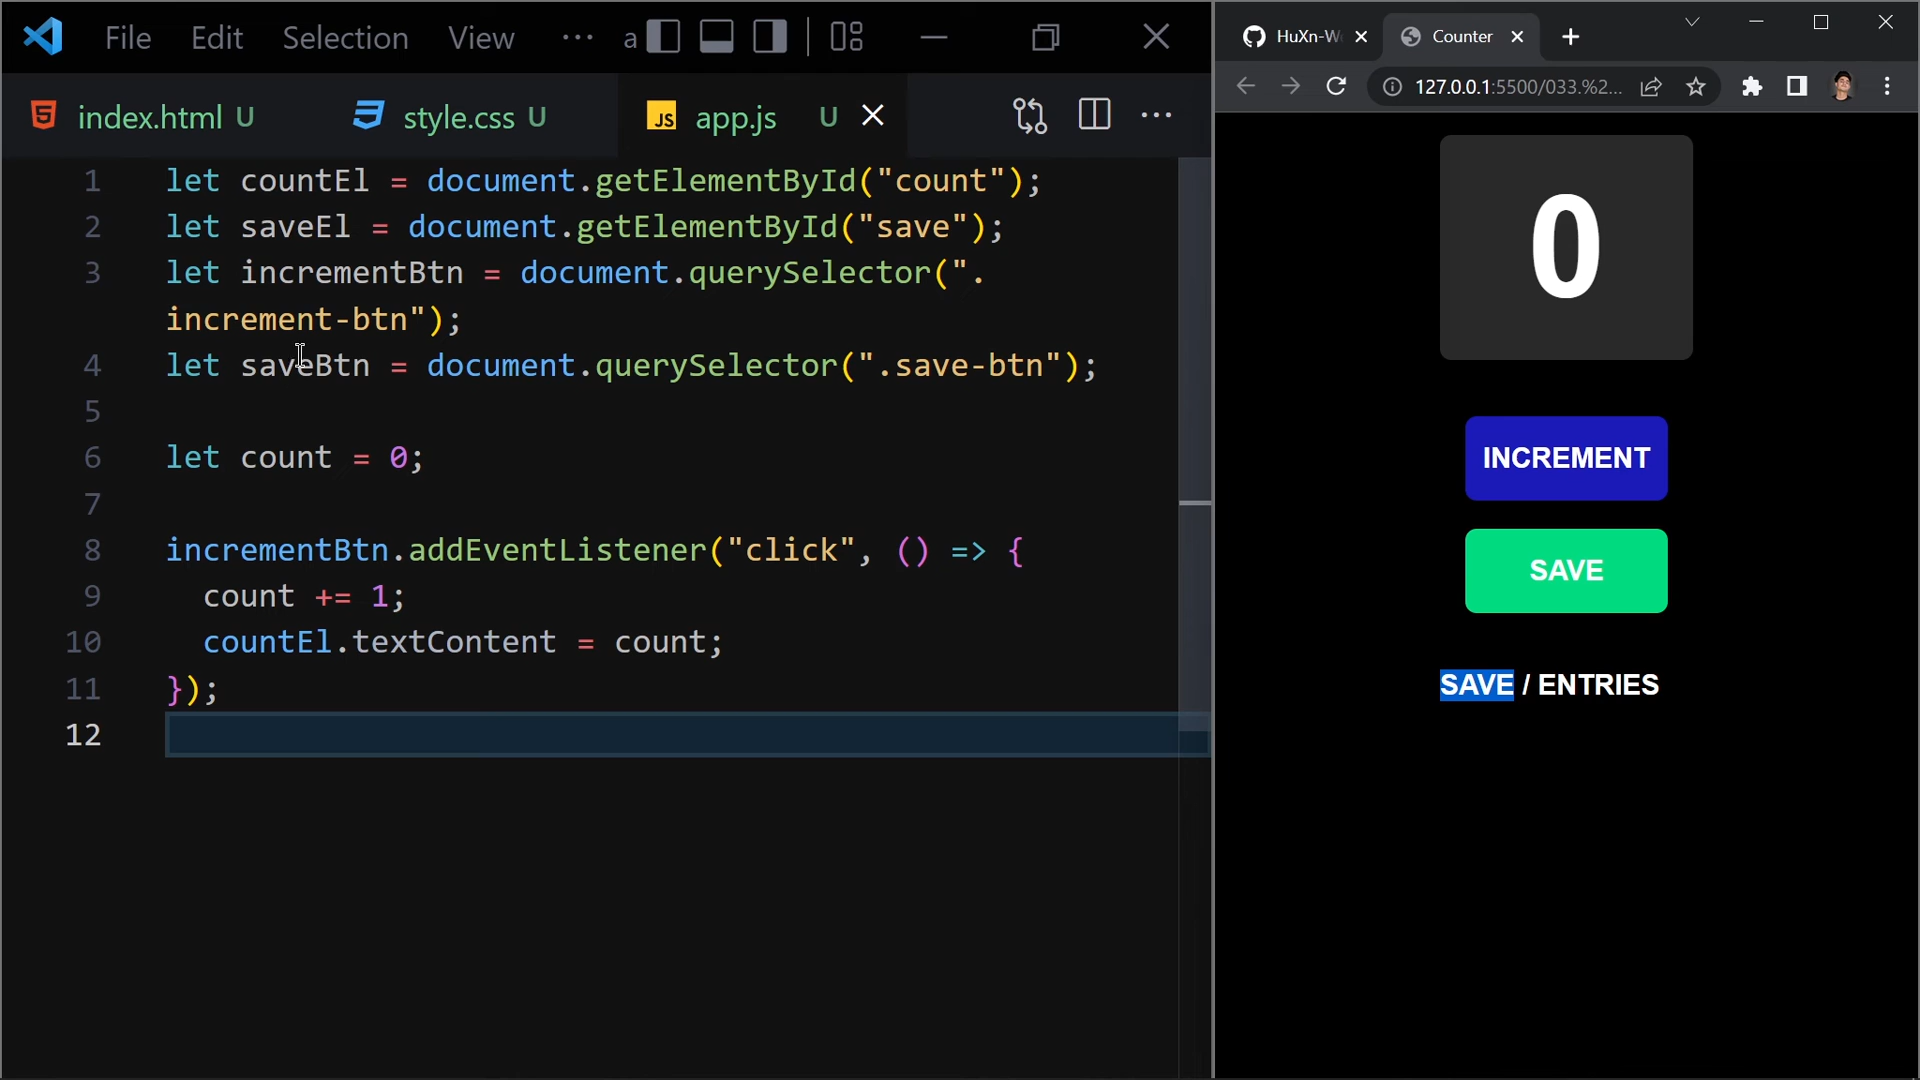 File Edit Selection View ··· a
index.html U style.css U JS app.js U
1 let countEl = document.getElementById("count");
2 let saveEl = document.getElementById("save");
3 let incrementBtn = document.querySelector(".
increment-btn");
4 let saveBtn = document.querySelector(".save-btn");
5
6 let count = 0;
7
8 incrementBtn.addEventListener("click", () => {
9 count += 1;
10 countEl.textContent = count;
11 });
12
HuXn-W Counter
127.0.0.1:5500/033.%2...
0
INCREMENT
SAVE
SAVE / ENTRIES